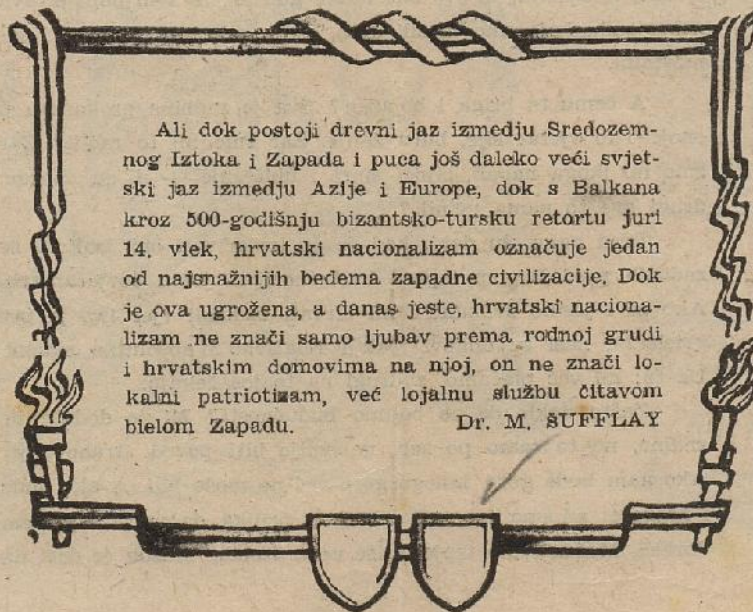 Ali dok postoji drevni jaz izmedju Sredozem-
nog Iztoka i Zapada i puca još daleko veći svjet-
ski jaz izmedju Azije i Europe, dok s Balkana
kroz 500-godišnju bizantsko-tursku retortu juri
14. viek, hrvatski nacionalizam označuje jedan
od najsnažnijih bedema zapadne civilizacije. Dok
je ova ugrožena, a danas jeste, hrvatski naciona-
lizam ne znači samo ljubav prema rodnoj grudi
i hrvatskim domovima na njoj, on ne znači lo-
kalni patriotizam, već lojalnu službu čitavom
bielom Zapadu. Dr. M. ŠUFFLAY